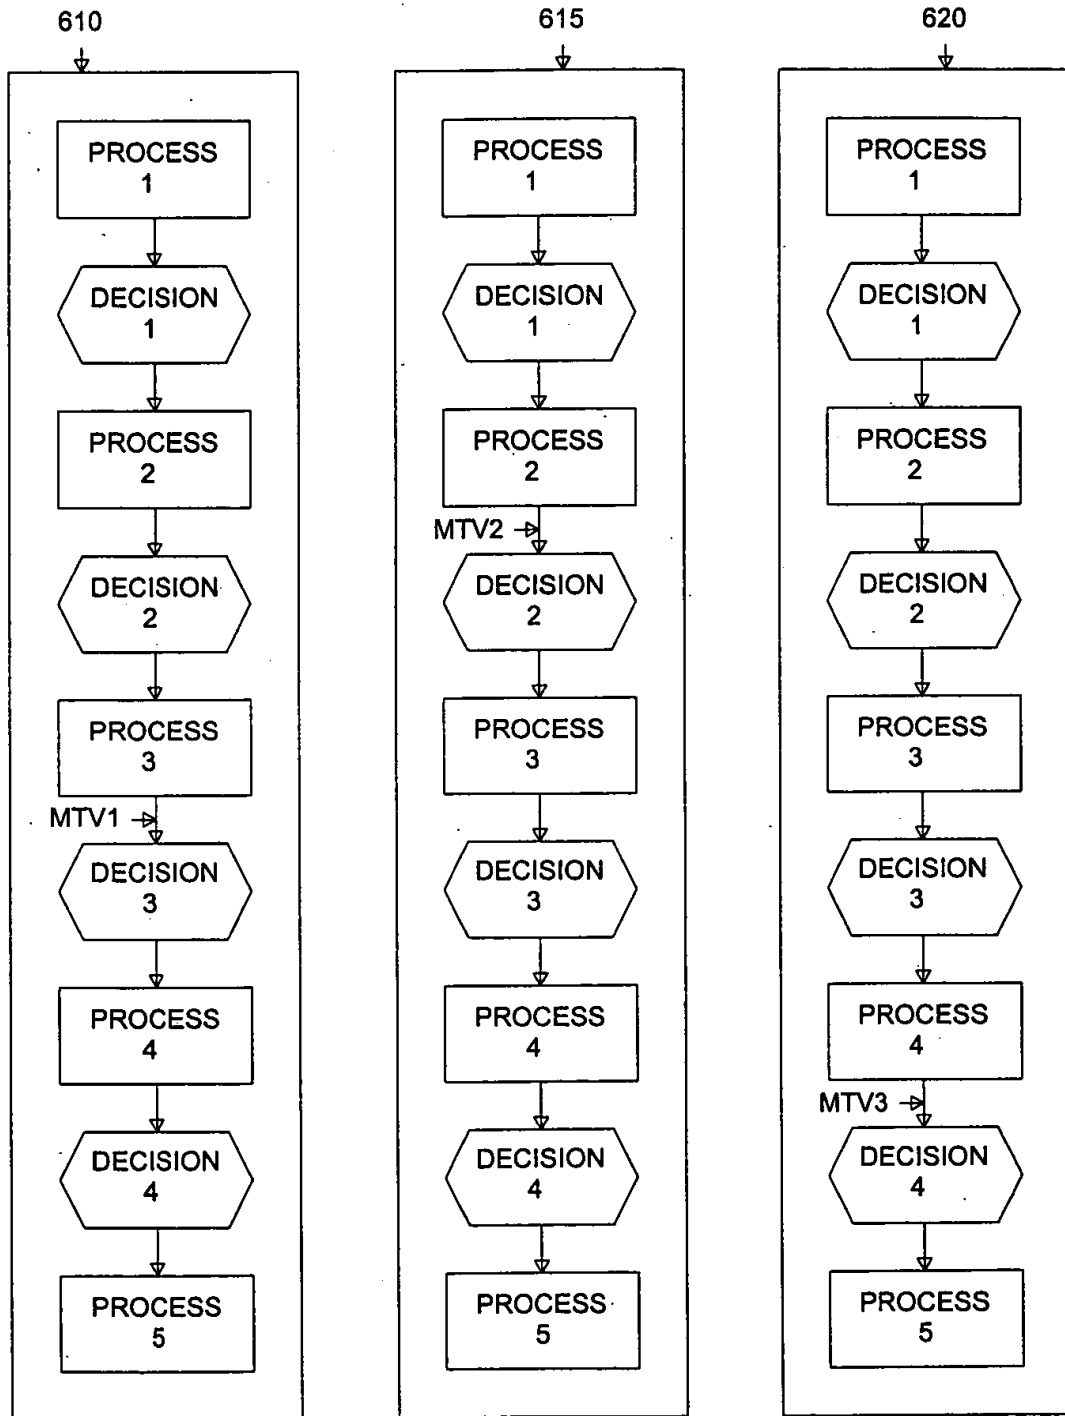 610
PROCESS
1
DECISION
1
PROCESS
2
DECISION
2
PROCESS
3
MTV1
DECISION
3
PROCESS
4
DECISION
4
PROCESS
5
615
PROCESS
1
DECISION
1
PROCESS
2
MTV2
DECISION
2
PROCESS
3
DECISION
3
PROCESS
4
DECISION
4
PROCESS
5
620
PROCESS
1
DECISION
1
PROCESS
2
DECISION
2
PROCESS
3
DECISION
3
PROCESS
4
MTV3
DECISION
4
PROCESS
5